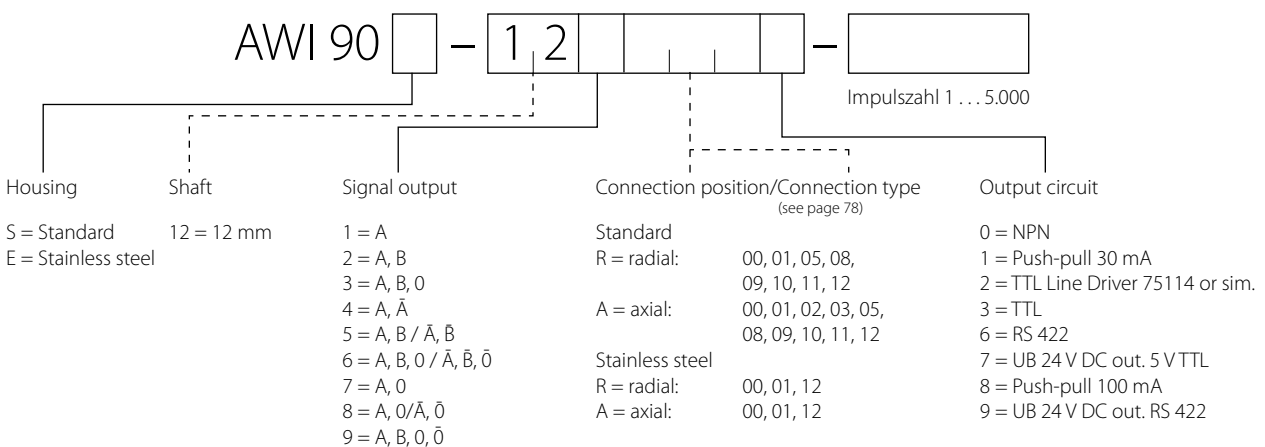 AWI 90 – 1 2 –
Impulszahl 1 . . . 5.000
Housing
S = Standard
E = Stainless steel
Shaft
12 = 12 mm
Signal output
1 = A
2 = A, B
3 = A, B, 0
4 = A, Ā
5 = A, B / Ā, B̄
6 = A, B, 0 / Ā, B̄, 0̄
7 = A, 0
8 = A, 0/Ā, 0̄
9 = A, B, 0, 0̄
Connection position/Connection type
(see page 78)
Standard
R = radial: 00, 01, 05, 08,
09, 10, 11, 12
A = axial: 00, 01, 02, 03, 05,
08, 09, 10, 11, 12
Stainless steel
R = radial: 00, 01, 12
A = axial: 00, 01, 12
Output circuit
0 = NPN
1 = Push-pull 30 mA
2 = TTL Line Driver 75114 or sim.
3 = TTL
6 = RS 422
7 = UB 24 V DC out. 5 V TTL
8 = Push-pull 100 mA
9 = UB 24 V DC out. RS 422